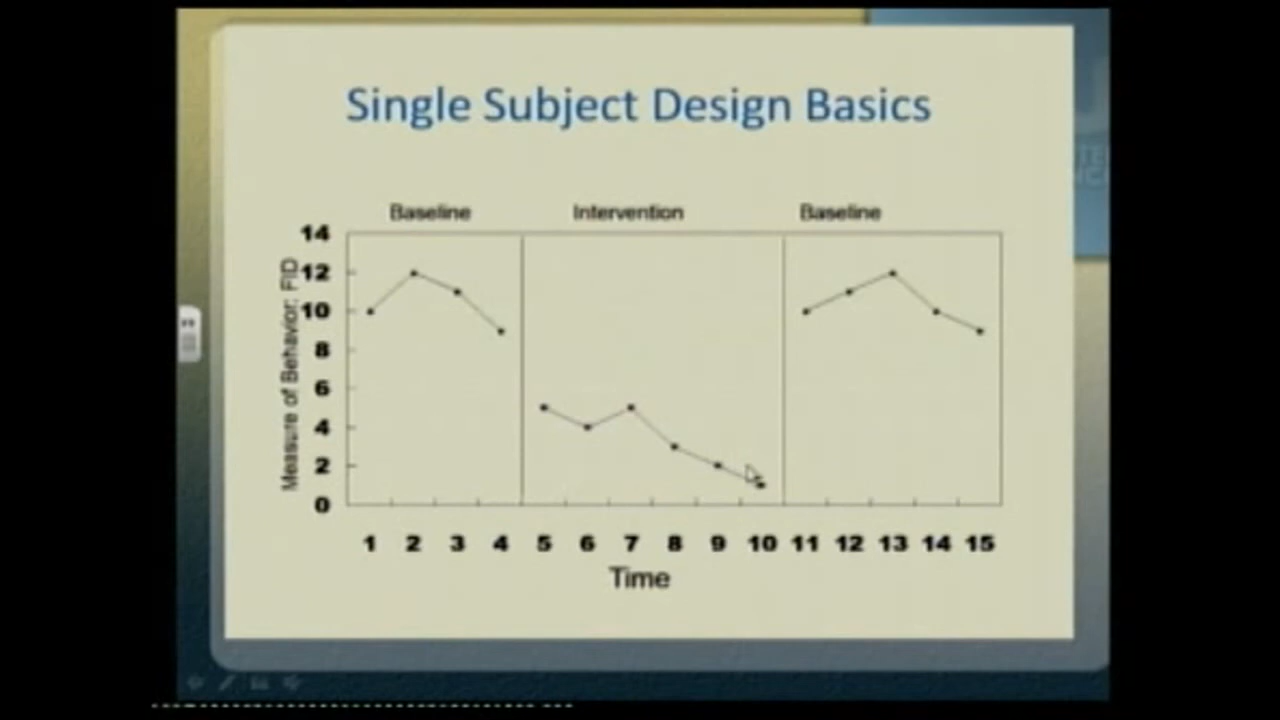 Single Subject Design Basics
Baseline Intervention Baseline
Measure of Behavior: FID
14
12
10
8
6
4
2
0
1 2 3 4 5 6 7 8 9 10 11 12 13 14 15
Time